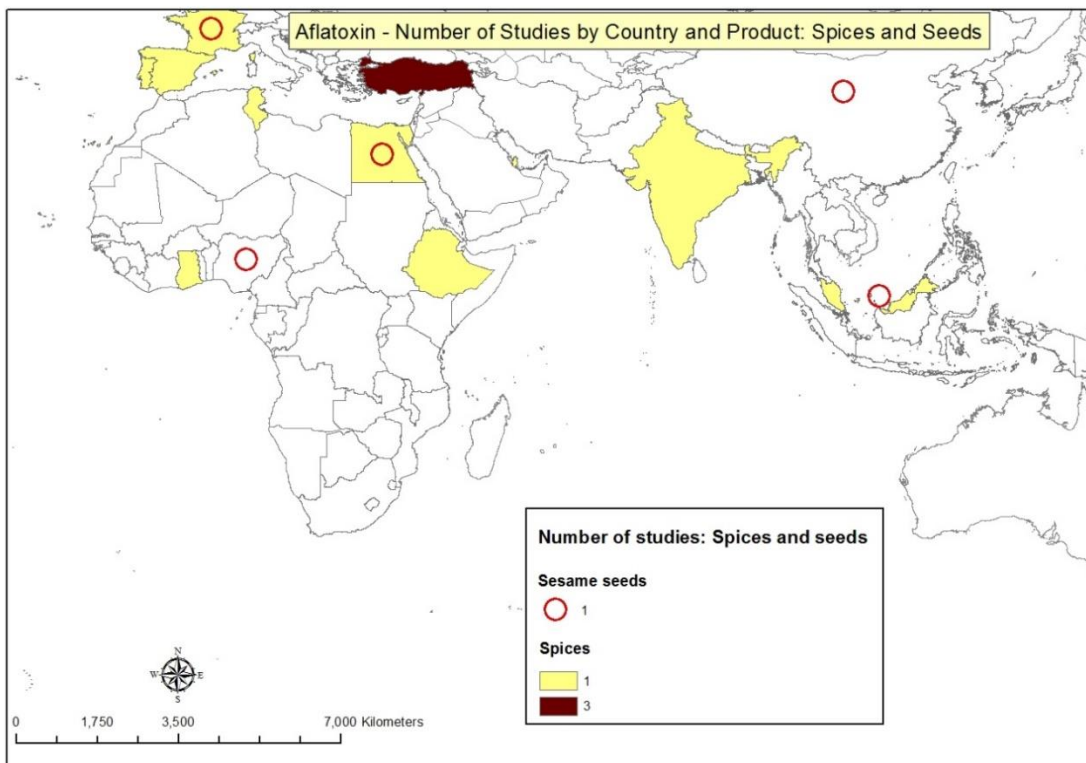 Aflatoxin - Number of Studies by Country and Product: Spices and Seeds
Number of studies: Spices and seeds
Sesame seeds
1
Spices
1
3
N
W E
S
0 1,750 3,500 7,000 Kilometers